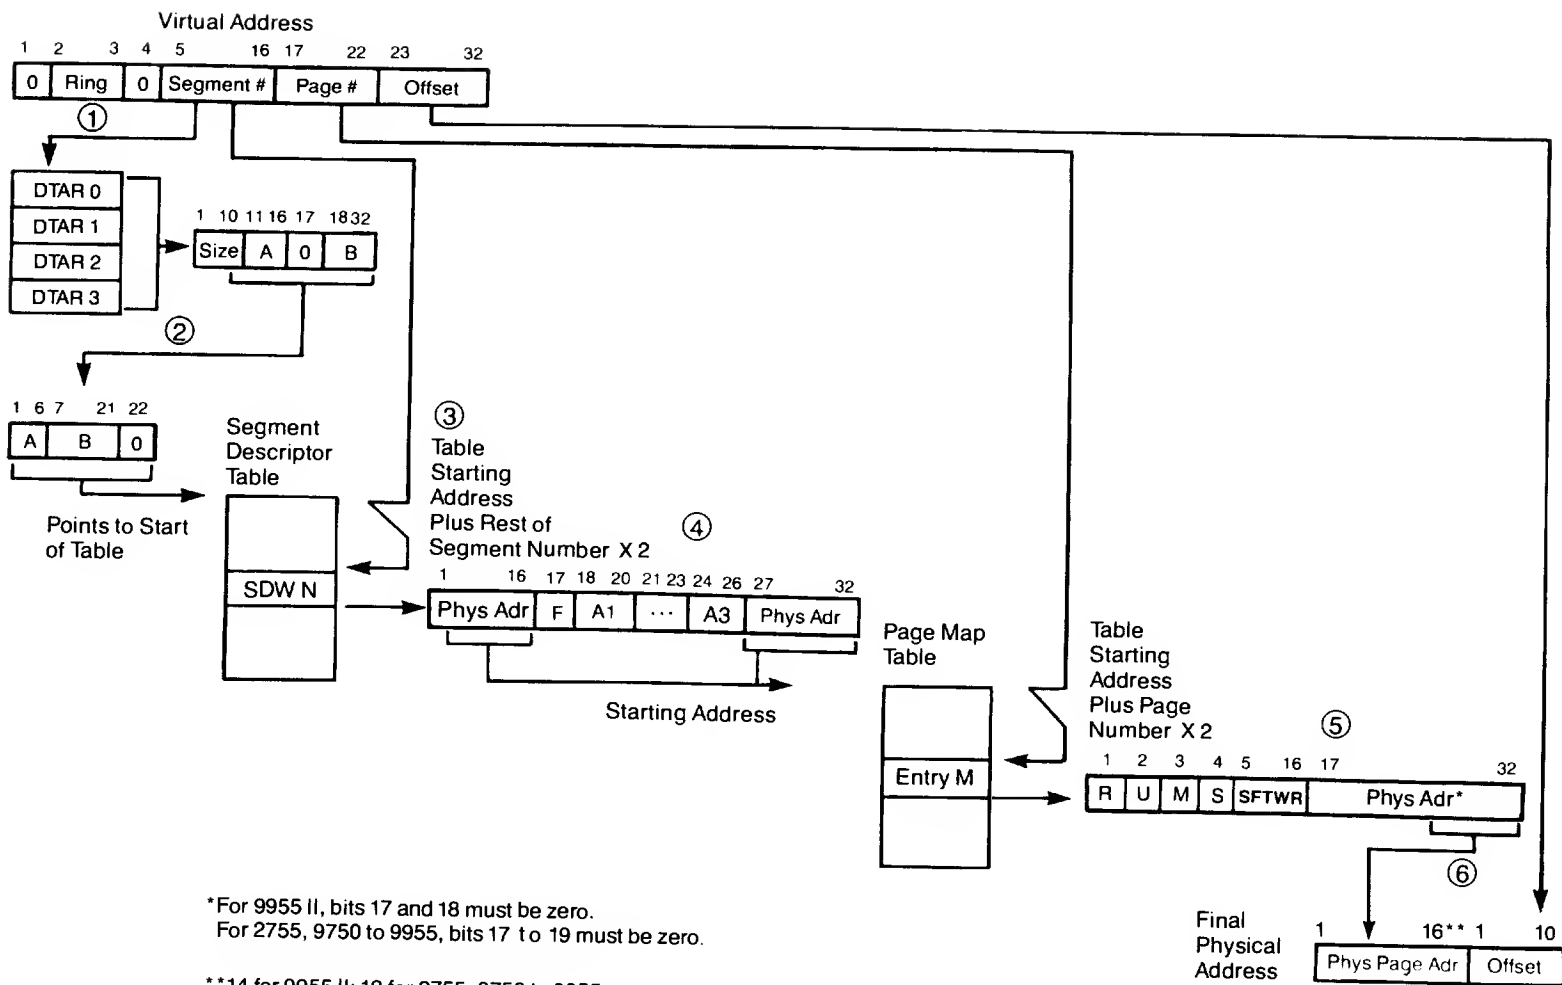 Virtual Address
1 2 3 4 5 16 17 22 23 32
0 Ring 0 Segment # Page # Offset
①
DTAR 0
DTAR 1
DTAR 2
DTAR 3
1 10 11 16 17 18 32
Size A 0 B
②
1 6 7 21 22
A B 0
Points to Start
of Table
Segment
Descriptor
Table
SDW N
③
Table
Starting
Address
Plus Rest of
Segment Number X 2
④
1 16 17 18 20 21 23 24 26 27 32
Phys Adr F A1 ... A3 Phys Adr
Starting Address
Page Map
Table
Entry M
Table
Starting
Address
Plus Page
Number X 2
⑤
1 2 3 4 5 16 17 32
R U M S SFTWR Phys Adr*
⑥
Final
Physical
Address
1 16** 1 10
Phys Page Adr Offset
*For 9955 II, bits 17 and 18 must be zero.
For 2755, 9750 to 9955, bits 17 to 19 must be zero.